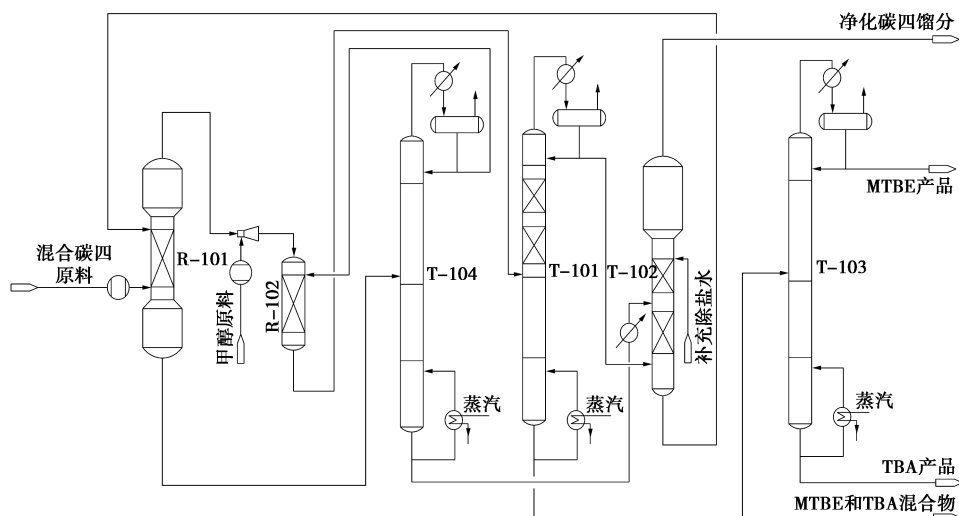 净化碳四馏分
MTBE产品
混合碳四
原料
R-101
甲醇原料
R-102
T-104
T-101
T-102
补充除盐水
T-103
蒸汽
蒸汽
蒸汽
TBA产品
MTBE和TBA混合物